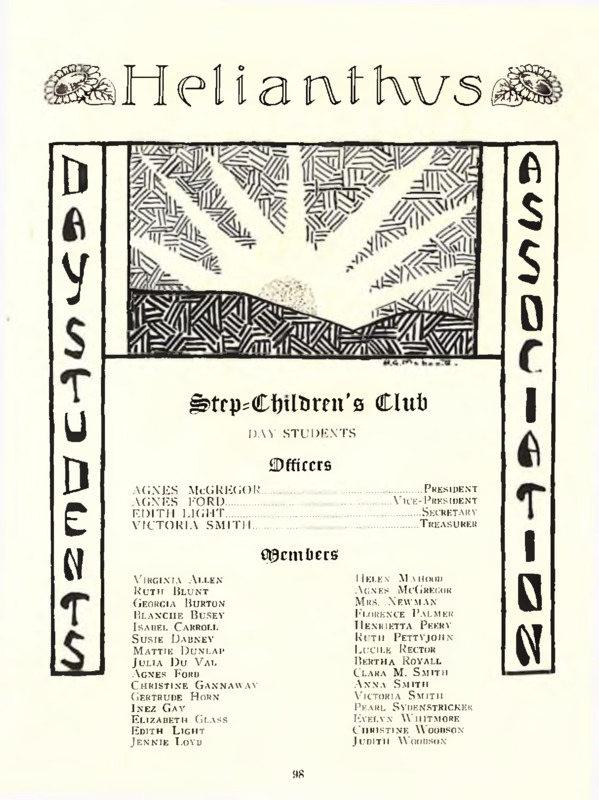 Helianthus
DAY STUDENTS
ASSOCIATION
Step-Children's Club
DAY STUDENTS
Officers
AGNES McGREGOR President
AGNES FORD Vice-President
EDITH LIGHT Secretary
VICTORIA SMITH Treasurer
Members
Virginia Allen
Ruth Blunt
Georgia Burton
Blanche Busey
Isabel Carroll
Susie Dabney
Mattie Dunlap
Julia Du Val
Agnes Ford
Christine Gannaway
Gertrude Horn
Inez Gay
Elizabeth Glass
Edith Light
Jennie Loyd
Helen Mahood
Agnes McGregor
Mrs. Newman
Florence Palmer
Henrietta Peery
Ruth Pettyjohn
Lucile Rector
Bertha Royall
Clara M. Smith
Anna Smith
Victoria Smith
Pearl Sydenstricker
Evelyn Whitmore
Christine Woodson
Judith Woodson
98